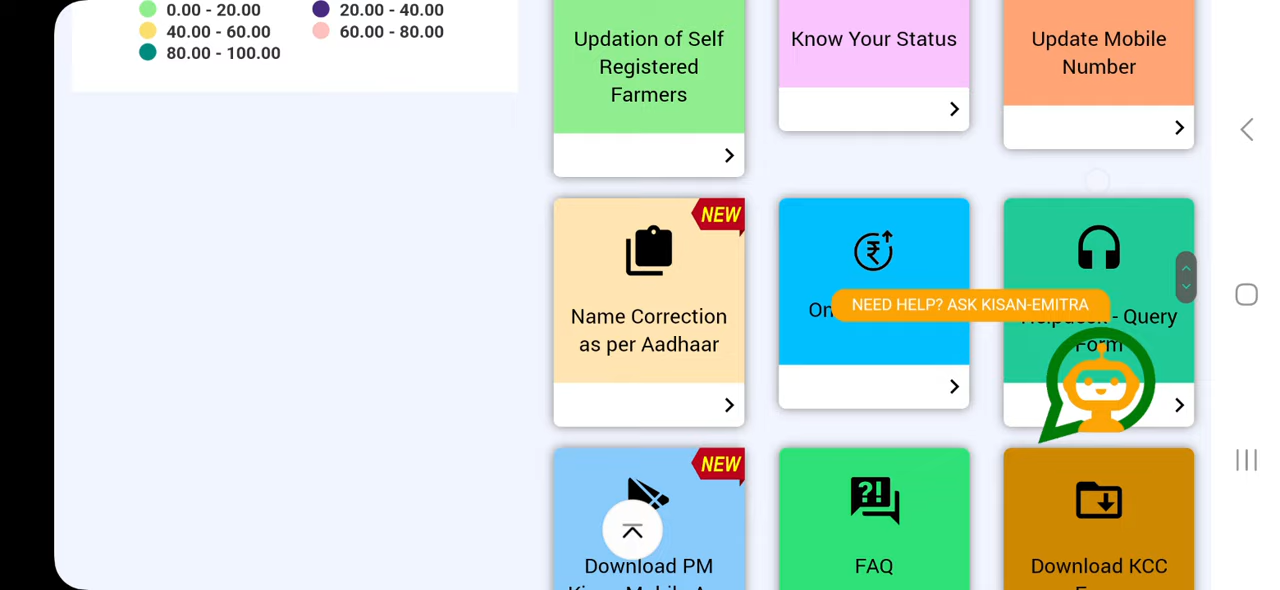 0.00 - 20.00
20.00 - 40.00
40.00 - 60.00
60.00 - 80.00
80.00 - 100.00
Updation of Self
Registered
Farmers
Know Your Status
Update Mobile
Number
NEW
Name Correction
as per Aadhaar
NEED HELP? ASK KISAN-EMITRA
Helpdesk - Query
Form
NEW
Download PM
FAQ
Download KCC